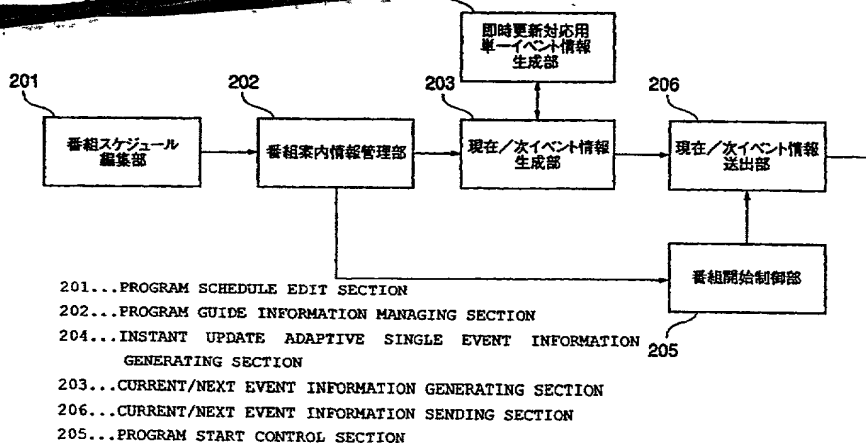 即時更新対応用
単一イベント情報
生成部
201
202
203
206
番組スケジュール
編集部
番組案内情報管理部
現在/次イベント情報
生成部
現在/次イベント情報
送出部
番組開始制御部
205
201...PROGRAM SCHEDULE EDIT SECTION
202...PROGRAM GUIDE INFORMATION MANAGING SECTION
204...INSTANT UPDATE ADAPTIVE SINGLE EVENT INFORMATION
GENERATING SECTION
203...CURRENT/NEXT EVENT INFORMATION GENERATING SECTION
206...CURRENT/NEXT EVENT INFORMATION SENDING SECTION
205...PROGRAM START CONTROL SECTION